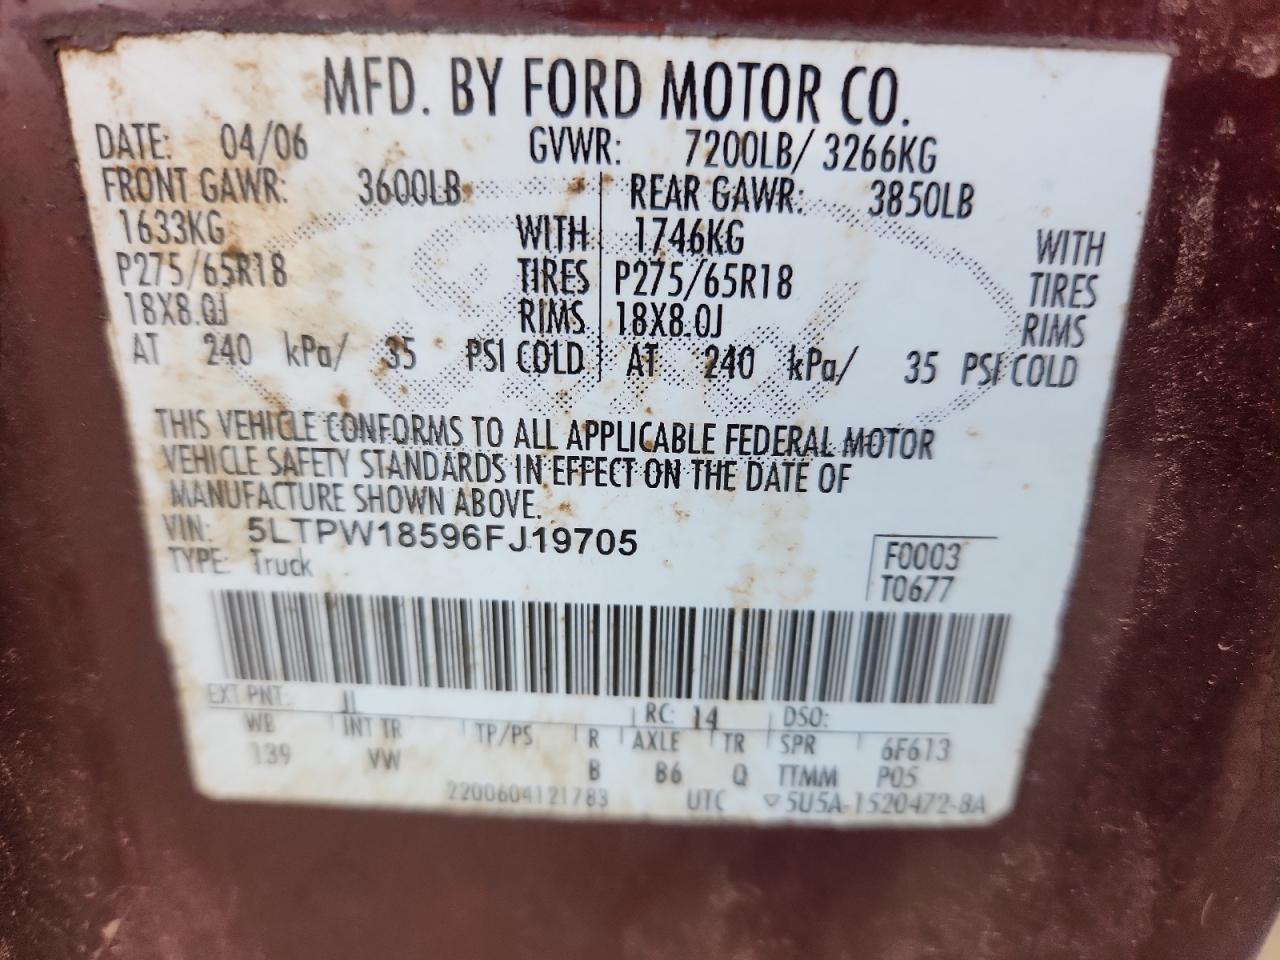 MFD. BY FORD MOTOR CO.
DATE: 04/06 GVWR: 7200LB/ 3266KG
FRONT GAWR: 3600LB REAR GAWR: 3850LB
1633KG WITH 1746KG WITH
P275/65R18 TIRES P275/65R18 TIRES
18X8.0J RIMS 18X8.0J RIMS
AT 240 kPa/ 35 PSI COLD AT 240 kPa/ 35 PSI COLD
THIS VEHICLE CONFORMS TO ALL APPLICABLE FEDERAL MOTOR
VEHICLE SAFETY STANDARDS IN EFFECT ON THE DATE OF
MANUFACTURE SHOWN ABOVE.
VIN: 5LTPW18596FJ19705
TYPE: Truck
F0003
T0677
EXT PNT: JL RC: 14 DSO:
WB INT TR TP/PS R AXLE TR SPR 6F613
139 VW B B6 Q TTMM P05
2200604121783 UTC ▽5U5A-1520472-BA